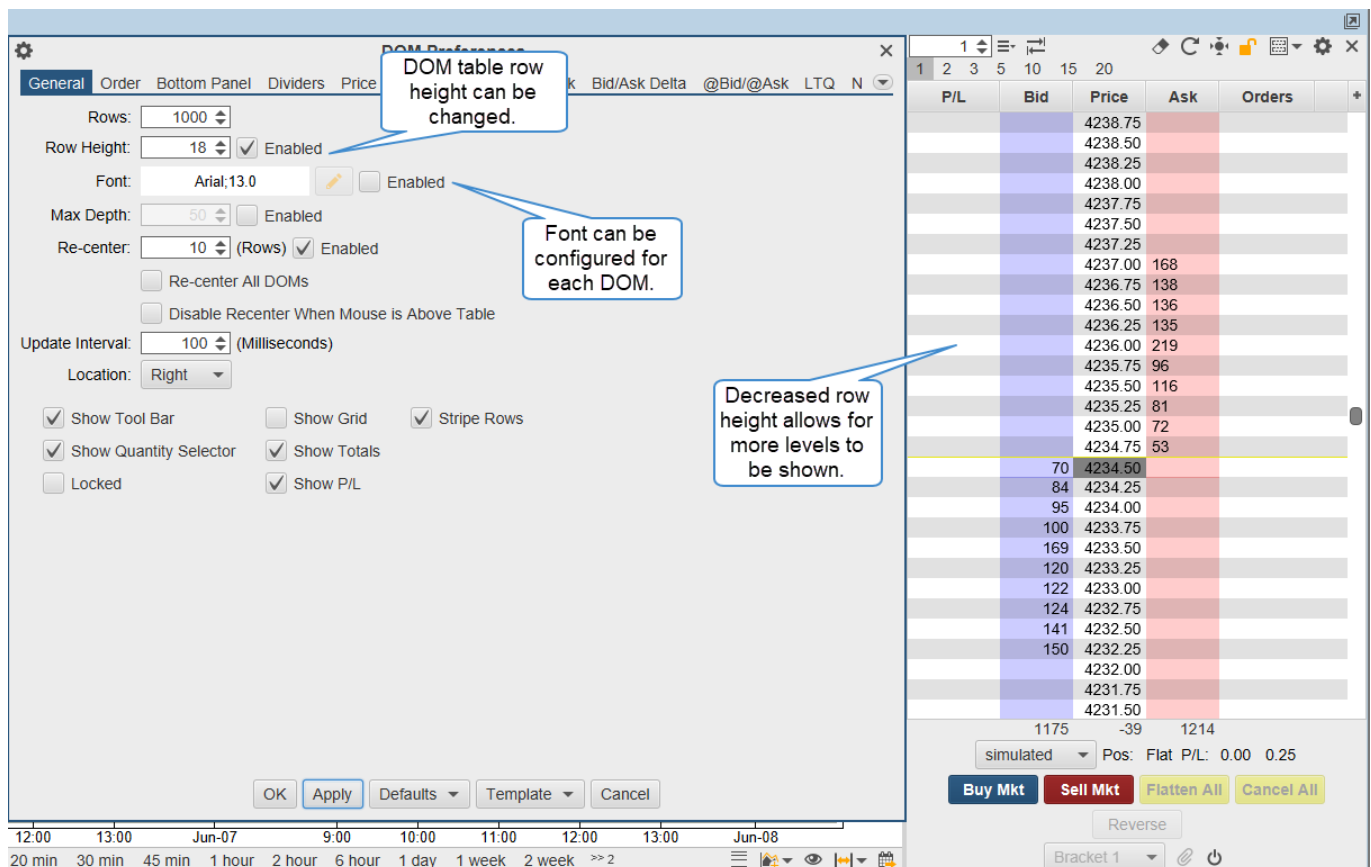 DOM Preferences
General Order Bottom Panel Dividers Price k Bid/Ask Delta @Bid/@Ask LTQ N
Rows: 1000
Row Height: 18 Enabled
Font: Arial;13.0 Enabled
Max Depth: 50 Enabled
Re-center: 10 (Rows) Enabled
Re-center All DOMs
Disable Recenter When Mouse is Above Table
Update Interval: 100 (Milliseconds)
Location: Right
Show Tool Bar Show Grid Stripe Rows
Show Quantity Selector Show Totals
Locked Show P/L
OK Apply Defaults Template Cancel
DOM table row
height can be
changed.
Font can be
configured for
each DOM.
Decreased row
height allows for
more levels to
be shown.
12:00 13:00 Jun-07 9:00 10:00 11:00 12:00 13:00 Jun-08
20 min 30 min 45 min 1 hour 2 hour 6 hour 1 day 1 week 2 week >> 2
1
1 2 3 5 10 15 20
P/L Bid Price Ask Orders +
4238.75
4238.50
4238.25
4238.00
4237.75
4237.50
4237.25
4237.00 168
4236.75 138
4236.50 136
4236.25 135
4236.00 219
4235.75 96
4235.50 116
4235.25 81
4235.00 72
4234.75 53
70 4234.50
84 4234.25
95 4234.00
100 4233.75
169 4233.50
120 4233.25
122 4233.00
124 4232.75
141 4232.50
150 4232.25
4232.00
4231.75
4231.50
1175 -39 1214
simulated Pos: Flat P/L: 0.00 0.25
Buy Mkt Sell Mkt Flatten All Cancel All
Reverse
Bracket 1